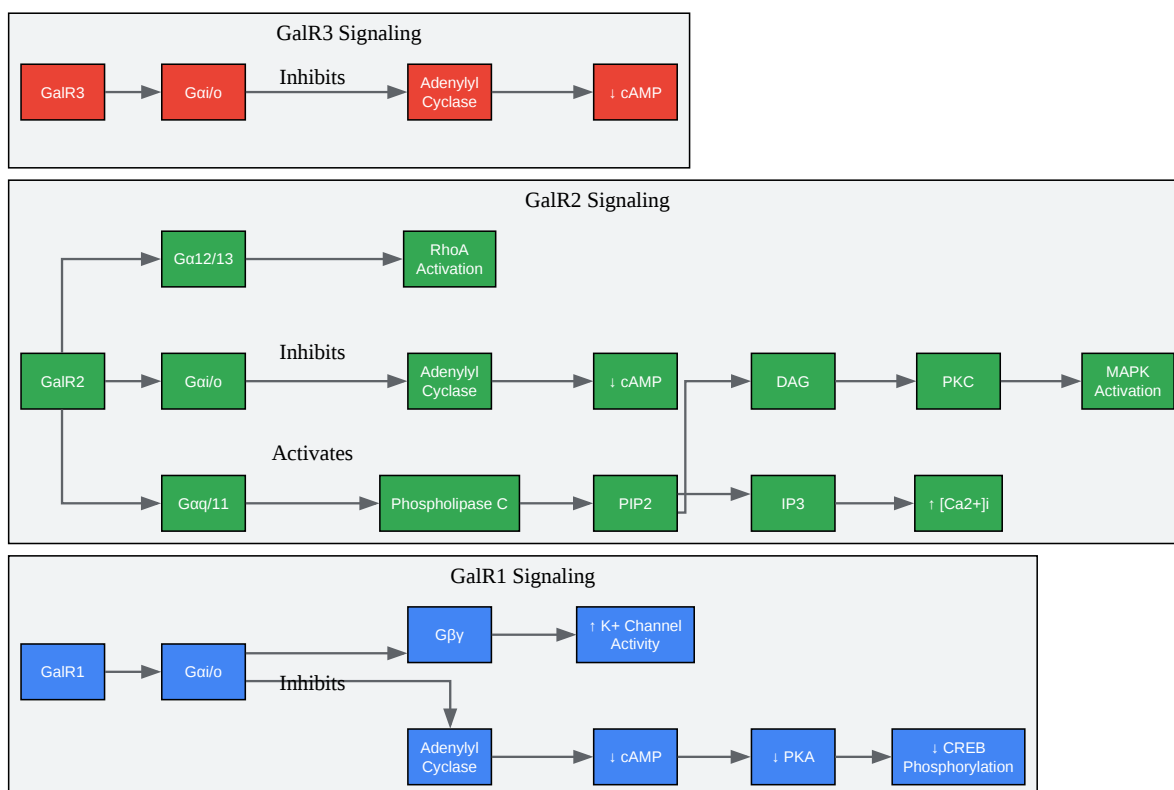 GalR3 Signaling
GalR3
Gαi/o
Inhibits
Adenylyl
Cyclase
↓ cAMP
GalR2 Signaling
Gα12/13
RhoA
Activation
GalR2
Gαi/o
Inhibits
Adenylyl
Cyclase
↓ cAMP
DAG
PKC
MAPK
Activation
Gαq/11
Activates
Phospholipase C
PIP2
IP3
↑ [Ca2+]i
GalR1 Signaling
GalR1
Gαi/o
Gβγ
↑ K+ Channel
Activity
Inhibits
Adenylyl
Cyclase
↓ cAMP
↓ PKA
↓ CREB
Phosphorylation